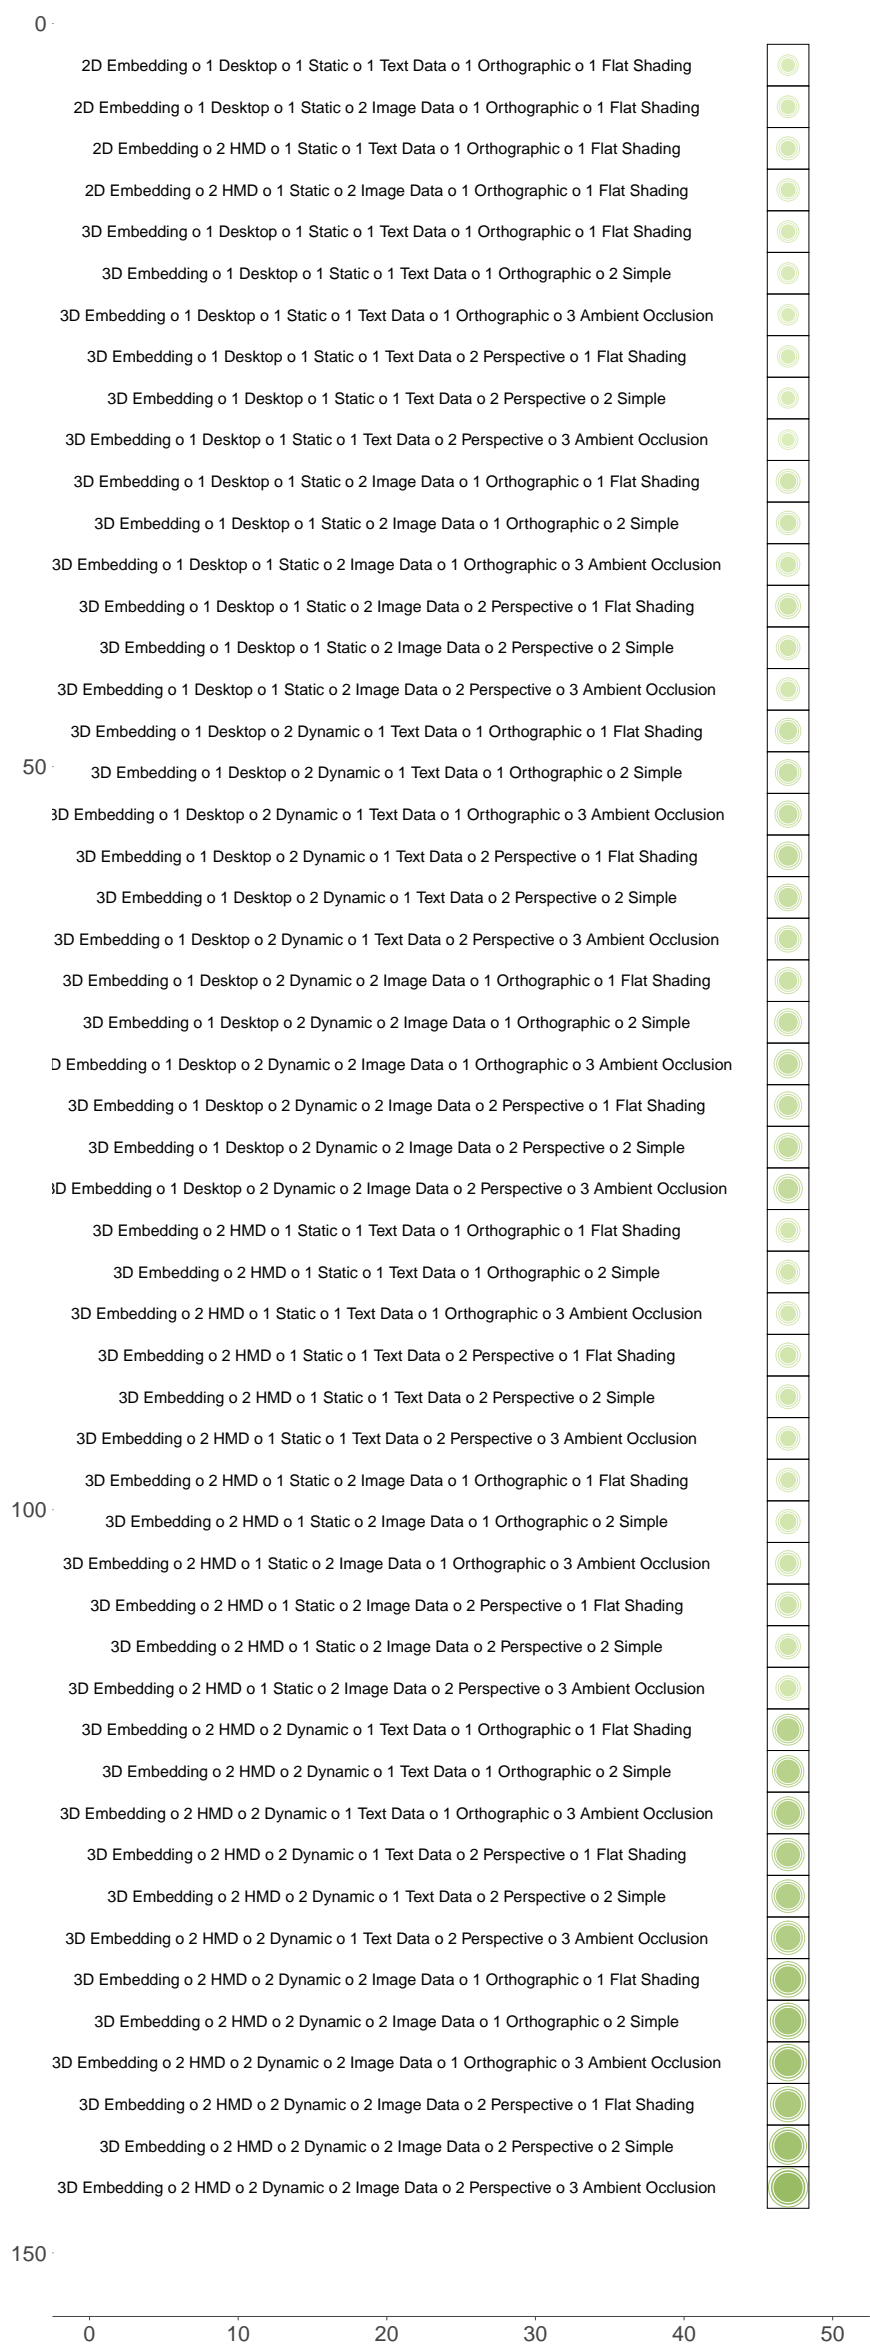 0
2D Embedding o 1 Desktop o 1 Static o 1 Text Data o 1 Orthographic o 1 Flat Shading
2D Embedding o 1 Desktop o 1 Static o 2 Image Data o 1 Orthographic o 1 Flat Shading
2D Embedding o 2 HMD o 1 Static o 1 Text Data o 1 Orthographic o 1 Flat Shading
2D Embedding o 2 HMD o 1 Static o 2 Image Data o 1 Orthographic o 1 Flat Shading
3D Embedding o 1 Desktop o 1 Static o 1 Text Data o 1 Orthographic o 1 Flat Shading
3D Embedding o 1 Desktop o 1 Static o 1 Text Data o 1 Orthographic o 2 Simple
3D Embedding o 1 Desktop o 1 Static o 1 Text Data o 1 Orthographic o 3 Ambient Occlusion
3D Embedding o 1 Desktop o 1 Static o 1 Text Data o 2 Perspective o 1 Flat Shading
3D Embedding o 1 Desktop o 1 Static o 1 Text Data o 2 Perspective o 2 Simple
3D Embedding o 1 Desktop o 1 Static o 1 Text Data o 2 Perspective o 3 Ambient Occlusion
3D Embedding o 1 Desktop o 1 Static o 2 Image Data o 1 Orthographic o 1 Flat Shading
3D Embedding o 1 Desktop o 1 Static o 2 Image Data o 1 Orthographic o 2 Simple
3D Embedding o 1 Desktop o 1 Static o 2 Image Data o 1 Orthographic o 3 Ambient Occlusion
3D Embedding o 1 Desktop o 1 Static o 2 Image Data o 2 Perspective o 1 Flat Shading
3D Embedding o 1 Desktop o 1 Static o 2 Image Data o 2 Perspective o 2 Simple
3D Embedding o 1 Desktop o 1 Static o 2 Image Data o 2 Perspective o 3 Ambient Occlusion
3D Embedding o 1 Desktop o 2 Dynamic o 1 Text Data o 1 Orthographic o 1 Flat Shading
50 3D Embedding o 1 Desktop o 2 Dynamic o 1 Text Data o 1 Orthographic o 2 Simple
3D Embedding o 1 Desktop o 2 Dynamic o 1 Text Data o 1 Orthographic o 3 Ambient Occlusion
3D Embedding o 1 Desktop o 2 Dynamic o 1 Text Data o 2 Perspective o 1 Flat Shading
3D Embedding o 1 Desktop o 2 Dynamic o 1 Text Data o 2 Perspective o 2 Simple
3D Embedding o 1 Desktop o 2 Dynamic o 1 Text Data o 2 Perspective o 3 Ambient Occlusion
3D Embedding o 1 Desktop o 2 Dynamic o 2 Image Data o 1 Orthographic o 1 Flat Shading
3D Embedding o 1 Desktop o 2 Dynamic o 2 Image Data o 1 Orthographic o 2 Simple
D Embedding o 1 Desktop o 2 Dynamic o 2 Image Data o 1 Orthographic o 3 Ambient Occlusion
3D Embedding o 1 Desktop o 2 Dynamic o 2 Image Data o 2 Perspective o 1 Flat Shading
3D Embedding o 1 Desktop o 2 Dynamic o 2 Image Data o 2 Perspective o 2 Simple
3D Embedding o 1 Desktop o 2 Dynamic o 2 Image Data o 2 Perspective o 3 Ambient Occlusion
3D Embedding o 2 HMD o 1 Static o 1 Text Data o 1 Orthographic o 1 Flat Shading
3D Embedding o 2 HMD o 1 Static o 1 Text Data o 1 Orthographic o 2 Simple
3D Embedding o 2 HMD o 1 Static o 1 Text Data o 1 Orthographic o 3 Ambient Occlusion
3D Embedding o 2 HMD o 1 Static o 1 Text Data o 2 Perspective o 1 Flat Shading
3D Embedding o 2 HMD o 1 Static o 1 Text Data o 2 Perspective o 2 Simple
3D Embedding o 2 HMD o 1 Static o 1 Text Data o 2 Perspective o 3 Ambient Occlusion
3D Embedding o 2 HMD o 1 Static o 2 Image Data o 1 Orthographic o 1 Flat Shading
100 3D Embedding o 2 HMD o 1 Static o 2 Image Data o 1 Orthographic o 2 Simple
3D Embedding o 2 HMD o 1 Static o 2 Image Data o 1 Orthographic o 3 Ambient Occlusion
3D Embedding o 2 HMD o 1 Static o 2 Image Data o 2 Perspective o 1 Flat Shading
3D Embedding o 2 HMD o 1 Static o 2 Image Data o 2 Perspective o 2 Simple
3D Embedding o 2 HMD o 1 Static o 2 Image Data o 2 Perspective o 3 Ambient Occlusion
3D Embedding o 2 HMD o 2 Dynamic o 1 Text Data o 1 Orthographic o 1 Flat Shading
3D Embedding o 2 HMD o 2 Dynamic o 1 Text Data o 1 Orthographic o 2 Simple
3D Embedding o 2 HMD o 2 Dynamic o 1 Text Data o 1 Orthographic o 3 Ambient Occlusion
3D Embedding o 2 HMD o 2 Dynamic o 1 Text Data o 2 Perspective o 1 Flat Shading
3D Embedding o 2 HMD o 2 Dynamic o 1 Text Data o 2 Perspective o 2 Simple
3D Embedding o 2 HMD o 2 Dynamic o 1 Text Data o 2 Perspective o 3 Ambient Occlusion
3D Embedding o 2 HMD o 2 Dynamic o 2 Image Data o 1 Orthographic o 1 Flat Shading
3D Embedding o 2 HMD o 2 Dynamic o 2 Image Data o 1 Orthographic o 2 Simple
3D Embedding o 2 HMD o 2 Dynamic o 2 Image Data o 1 Orthographic o 3 Ambient Occlusion
3D Embedding o 2 HMD o 2 Dynamic o 2 Image Data o 2 Perspective o 1 Flat Shading
3D Embedding o 2 HMD o 2 Dynamic o 2 Image Data o 2 Perspective o 2 Simple
3D Embedding o 2 HMD o 2 Dynamic o 2 Image Data o 2 Perspective o 3 Ambient Occlusion
150
0 10 20 30 40 50